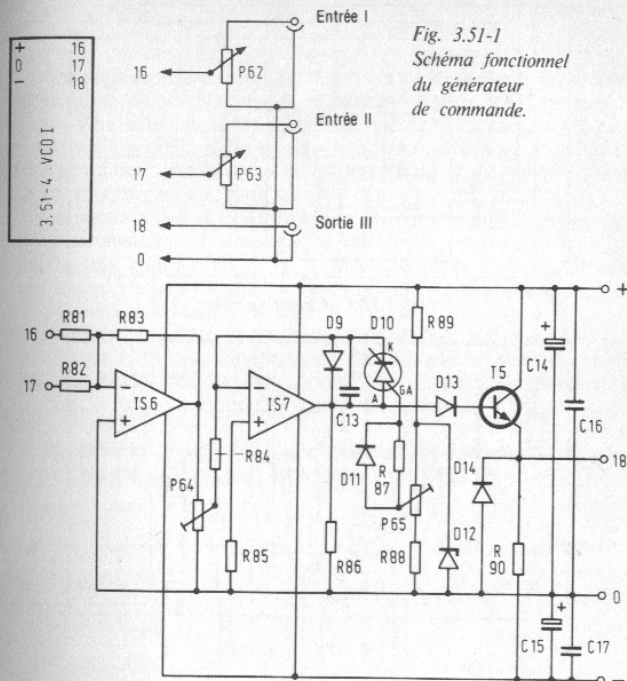 Entrée I
Fig. 3.51-1
Schéma fonctionnel
du générateur
de commande.
+ 16
0 17
- 18
3.51-4 . VCO I
16
P62
Entrée II
17
P63
18
Sortie III
0
+
R81
R83
D9
D10
R89
16
K
T5
+
C14
R82
D13
17
-
IS6
+
-
IS7
+
C13
A
GA
C16
R84
18
P64
D11
R
87
D14
P65
D12
R85
R86
R88
R
90
0
+
C15
C17
-